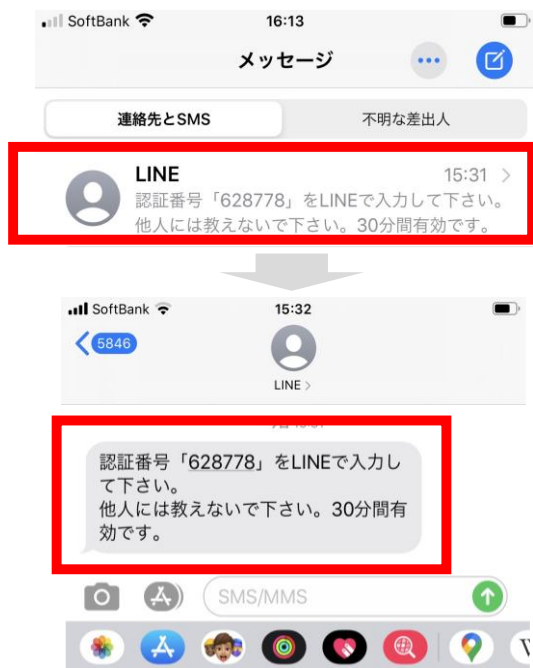 SoftBank 16:13
メッセージ
連絡先とSMS 不明な差出人
LINE 15:31
認証番号「628778」をLINEで入力して下さい。
他人には教えないで下さい。30分間有効です。
SoftBank 15:32
5846
LINE
認証番号「628778」をLINEで入力し
て下さい。
他人には教えないで下さい。30分間有
効です。
SMS/MMS